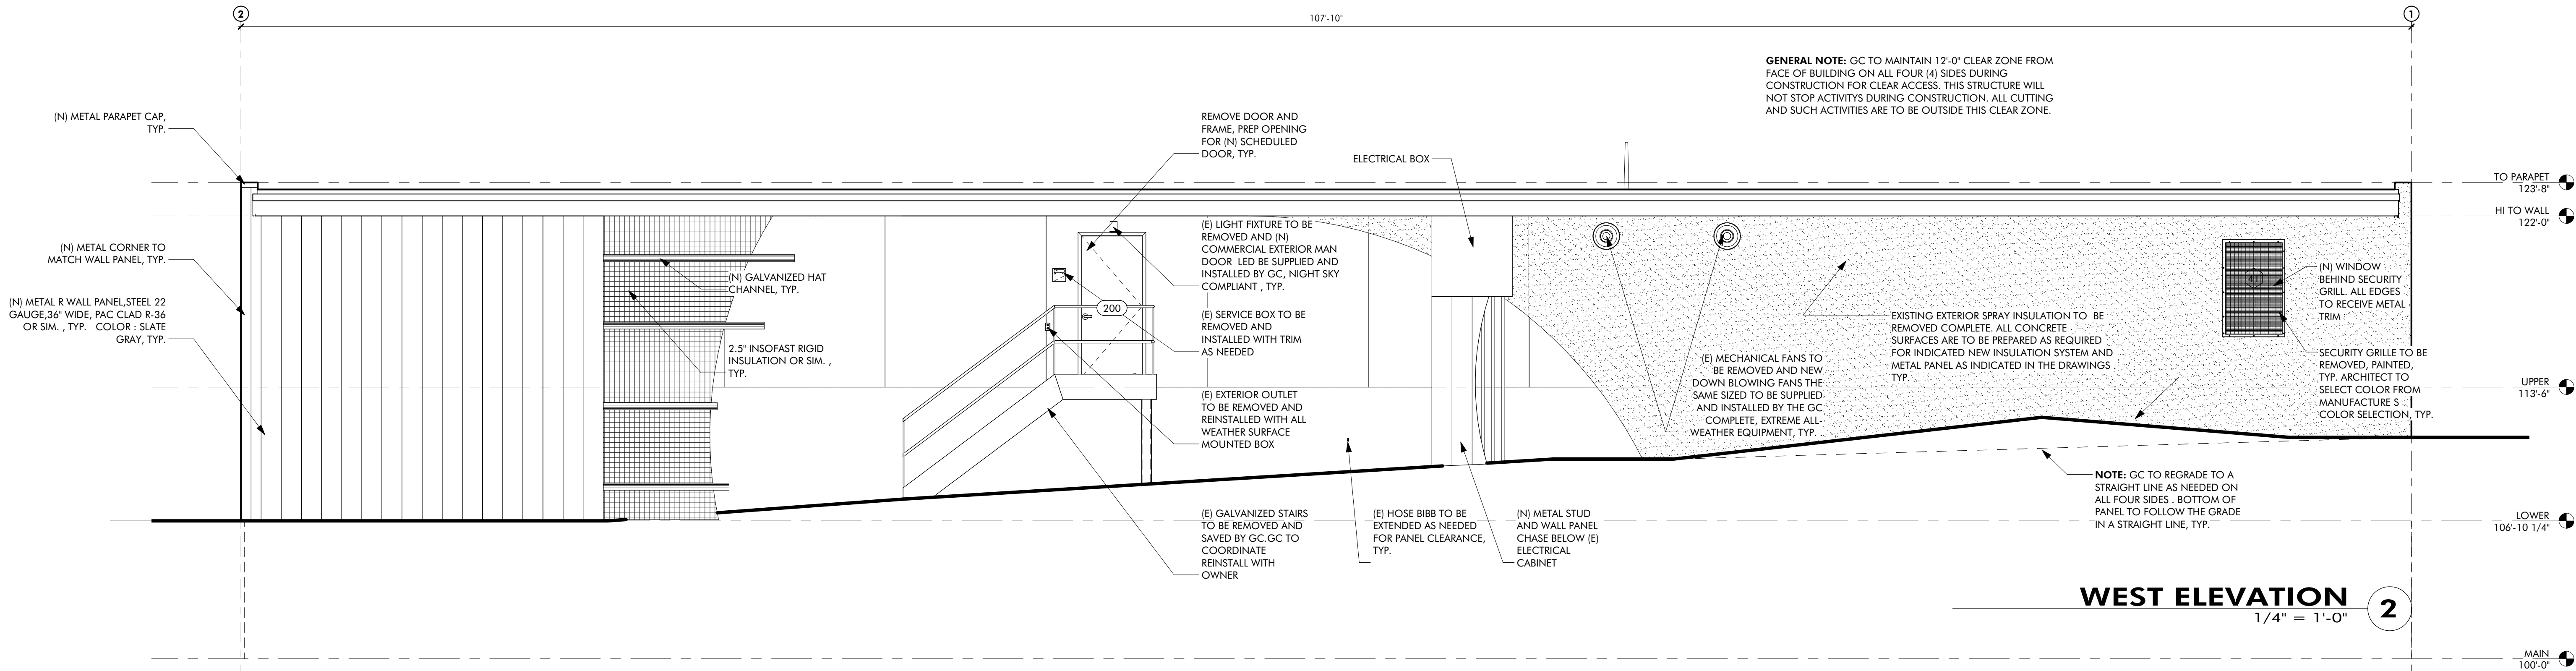 2
107'-10"
1
GENERAL NOTE: GC TO MAINTAIN 12'-0" CLEAR ZONE FROM
FACE OF BUILDING ON ALL FOUR (4) SIDES DURING
CONSTRUCTION FOR CLEAR ACCESS. THIS STRUCTURE WILL
NOT STOP ACTIVITYS DURING CONSTRUCTION. ALL CUTTING
AND SUCH ACTIVITIES ARE TO BE OUTSIDE THIS CLEAR ZONE.
(N) METAL PARAPET CAP,
TYP.
REMOVE DOOR AND
FRAME, PREP OPENING
FOR (N) SCHEDULED
DOOR, TYP.
ELECTRICAL BOX
TO PARAPET
123'-8"
HI TO WALL
122'-0"
(N) METAL CORNER TO
MATCH WALL PANEL, TYP.
(N) METAL R WALL PANEL,STEEL 22
GAUGE,36" WIDE, PAC CLAD R-36
OR SIM. , TYP. COLOR : SLATE
GRAY, TYP.
(N) GALVANIZED HAT
CHANNEL, TYP.
2.5" INSOFAST RIGID
INSULATION OR SIM. ,
TYP.
(E) LIGHT FIXTURE TO BE
REMOVED AND (N)
COMMERCIAL EXTERIOR MAN
DOOR LED BE SUPPLIED AND
INSTALLED BY GC, NIGHT SKY
COMPLIANT , TYP.
200
(E) SERVICE BOX TO BE
REMOVED AND
INSTALLED WITH TRIM
AS NEEDED
(E) EXTERIOR OUTLET
TO BE REMOVED AND
REINSTALLED WITH ALL
WEATHER SURFACE
MOUNTED BOX
(E) MECHANICAL FANS TO
BE REMOVED AND NEW
DOWN BLOWING FANS THE
SAME SIZED TO BE SUPPLIED
AND INSTALLED BY THE GC
COMPLETE, EXTREME ALL-
WEATHER EQUIPMENT, TYP.
EXISTING EXTERIOR SPRAY INSULATION TO BE
REMOVED COMPLETE. ALL CONCRETE
SURFACES ARE TO BE PREPARED AS REQUIRED
FOR INDICATED NEW INSULATION SYSTEM AND
METAL PANEL AS INDICATED IN THE DRAWINGS
TYP.
41
(N) WINDOW
BEHIND SECURITY
GRILL. ALL EDGES
TO RECEIVE METAL
TRIM
SECURITY GRILLE TO BE
REMOVED, PAINTED,
TYP. ARCHITECT TO
SELECT COLOR FROM
MANUFACTURE S
COLOR SELECTION, TYP.
UPPER
113'-6"
NOTE: GC TO REGRADE TO A
STRAIGHT LINE AS NEEDED ON
ALL FOUR SIDES . BOTTOM OF
PANEL TO FOLLOW THE GRADE
IN A STRAIGHT LINE, TYP.
(E) GALVANIZED STAIRS
TO BE REMOVED AND
SAVED BY GC.GC TO
COORDINATE
REINSTALL WITH
OWNER
(E) HOSE BIBB TO BE
EXTENDED AS NEEDED
FOR PANEL CLEARANCE,
TYP.
(N) METAL STUD
AND WALL PANEL
CHASE BELOW (E)
ELECTRICAL
CABINET
LOWER
106'-10 1/4"
WEST ELEVATION
1/4" = 1'-0"
2
MAIN
100'-0"